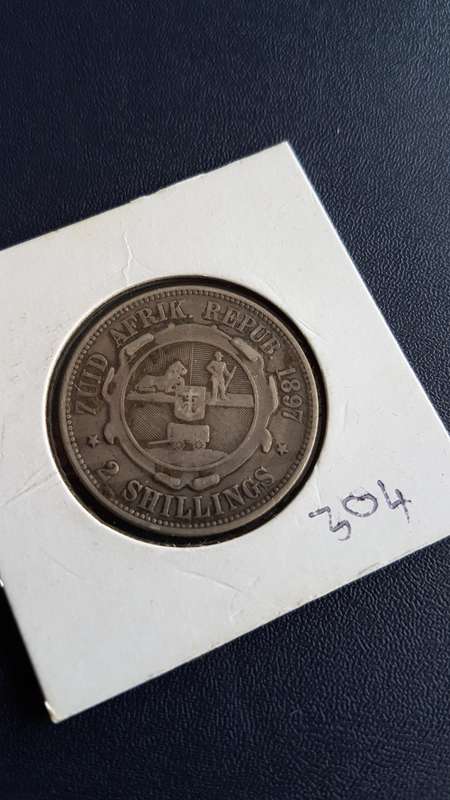 ZUID AFRIK. REPUB. 1897
2 SHILLINGS
304